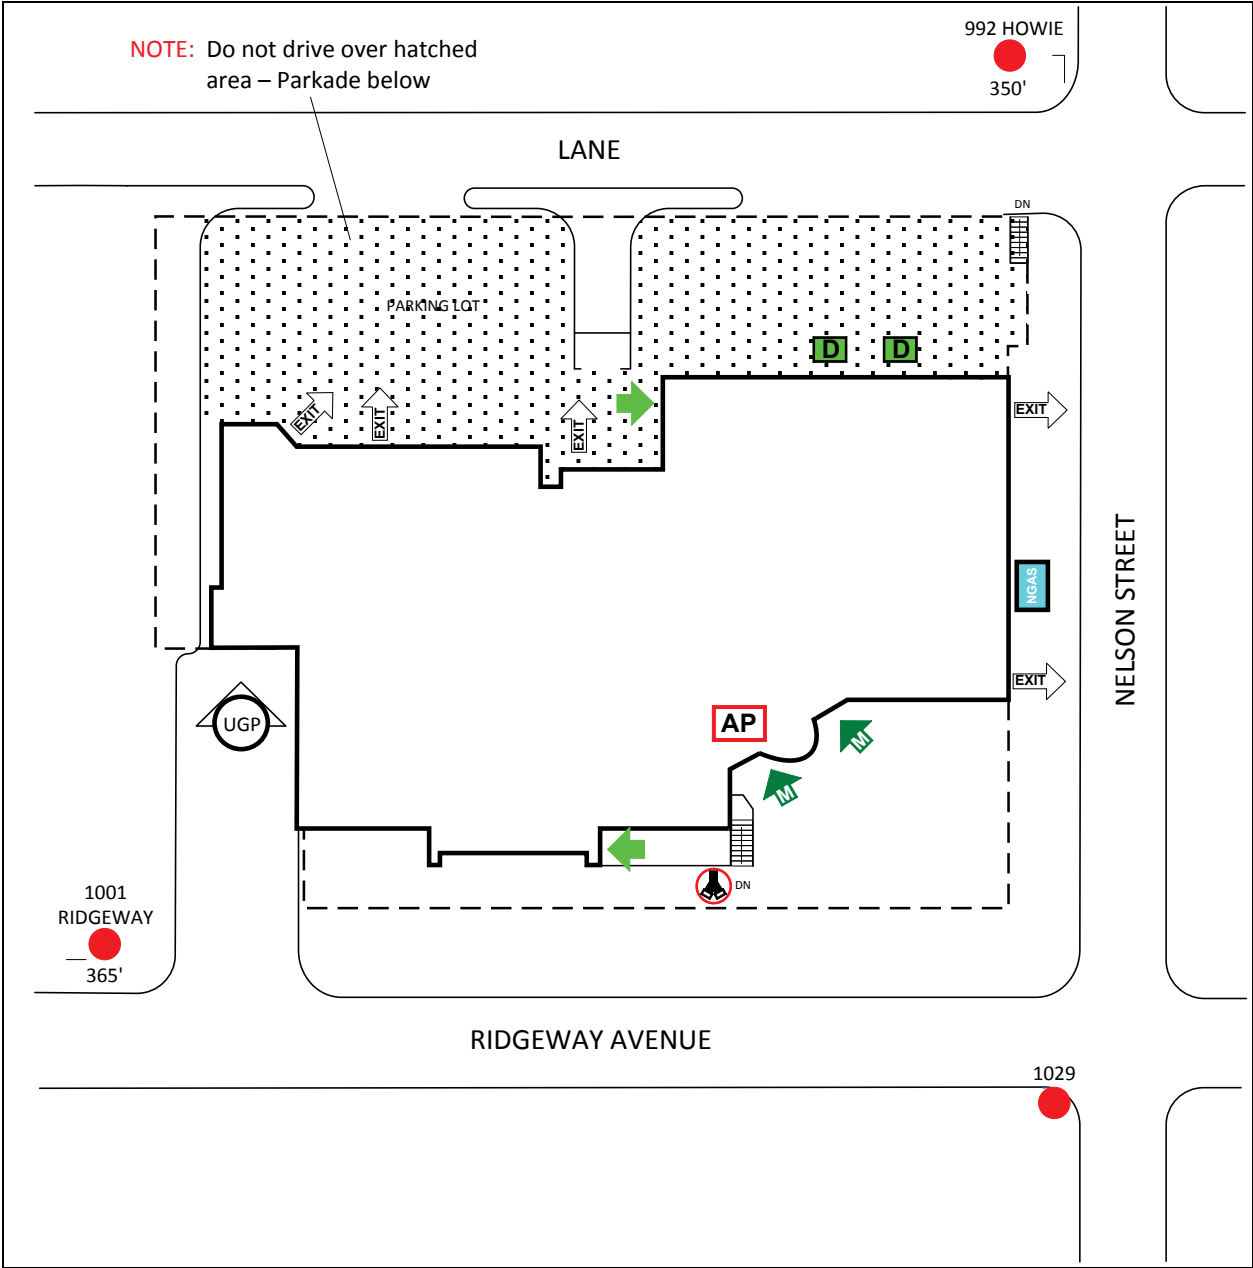 992 HOWIE
NOTE: Do not drive over hatched
area – Parkade below
350'
LANE
DN
PARKING LOT
D D
EXIT
EXIT
EXIT
EXIT
NGAS
NELSON STREET
EXIT
UGP
AP
M
M
DN
1001
RIDGEWAY
365'
RIDGEWAY AVENUE
1029